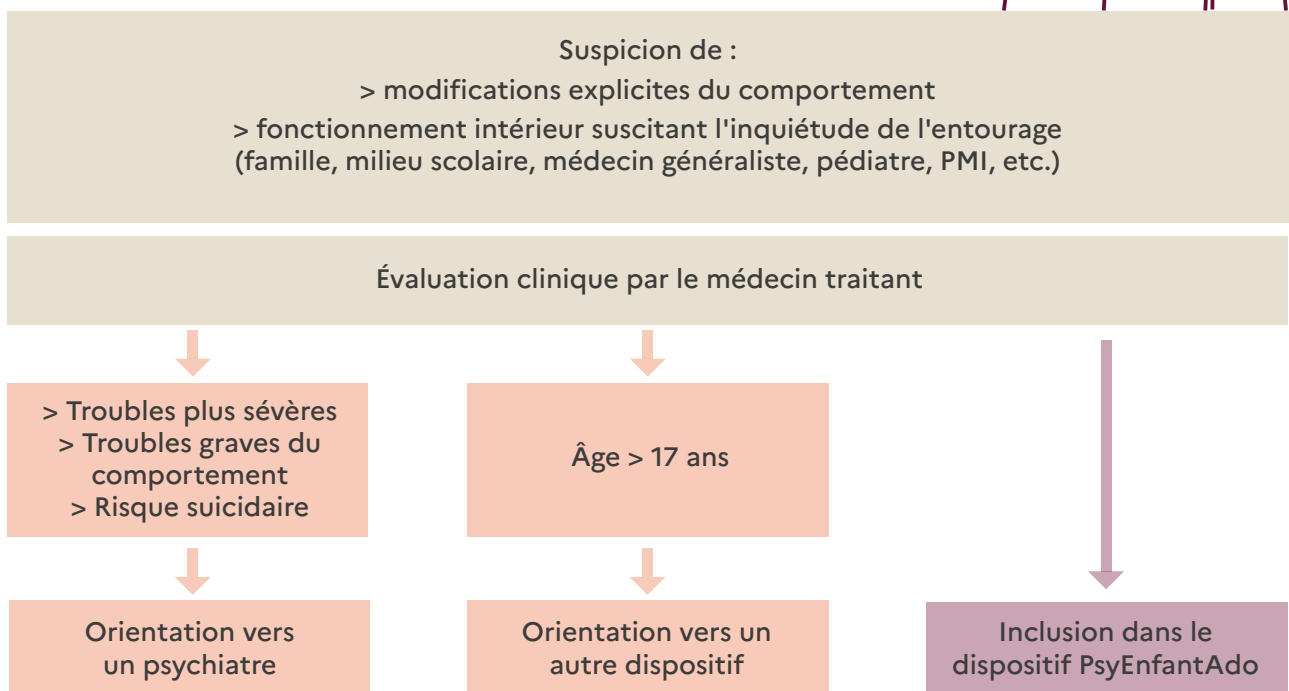 Suspicion de :
> modifications explicites du comportement
> fonctionnement intérieur suscitant l'inquiétude de l'entourage
(famille, milieu scolaire, médecin généraliste, pédiatre, PMI, etc.)
Évaluation clinique par le médecin traitant
> Troubles plus sévères
> Troubles graves du
comportement
> Risque suicidaire
Âge > 17 ans
Orientation vers
un psychiatre
Orientation vers un
autre dispositif
Inclusion dans le
dispositif PsyEnfantAdo